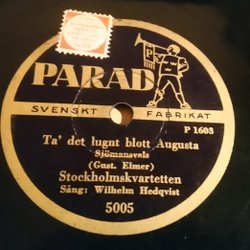 PARAD
SVENSKT FABRIKAT
P 1603
Ta' det lugnt blott Augusta
Sjömansvals
(Gust. Elmer)
Stockholmskvartetten
Sång: Wilhelm Hedqvist
5005